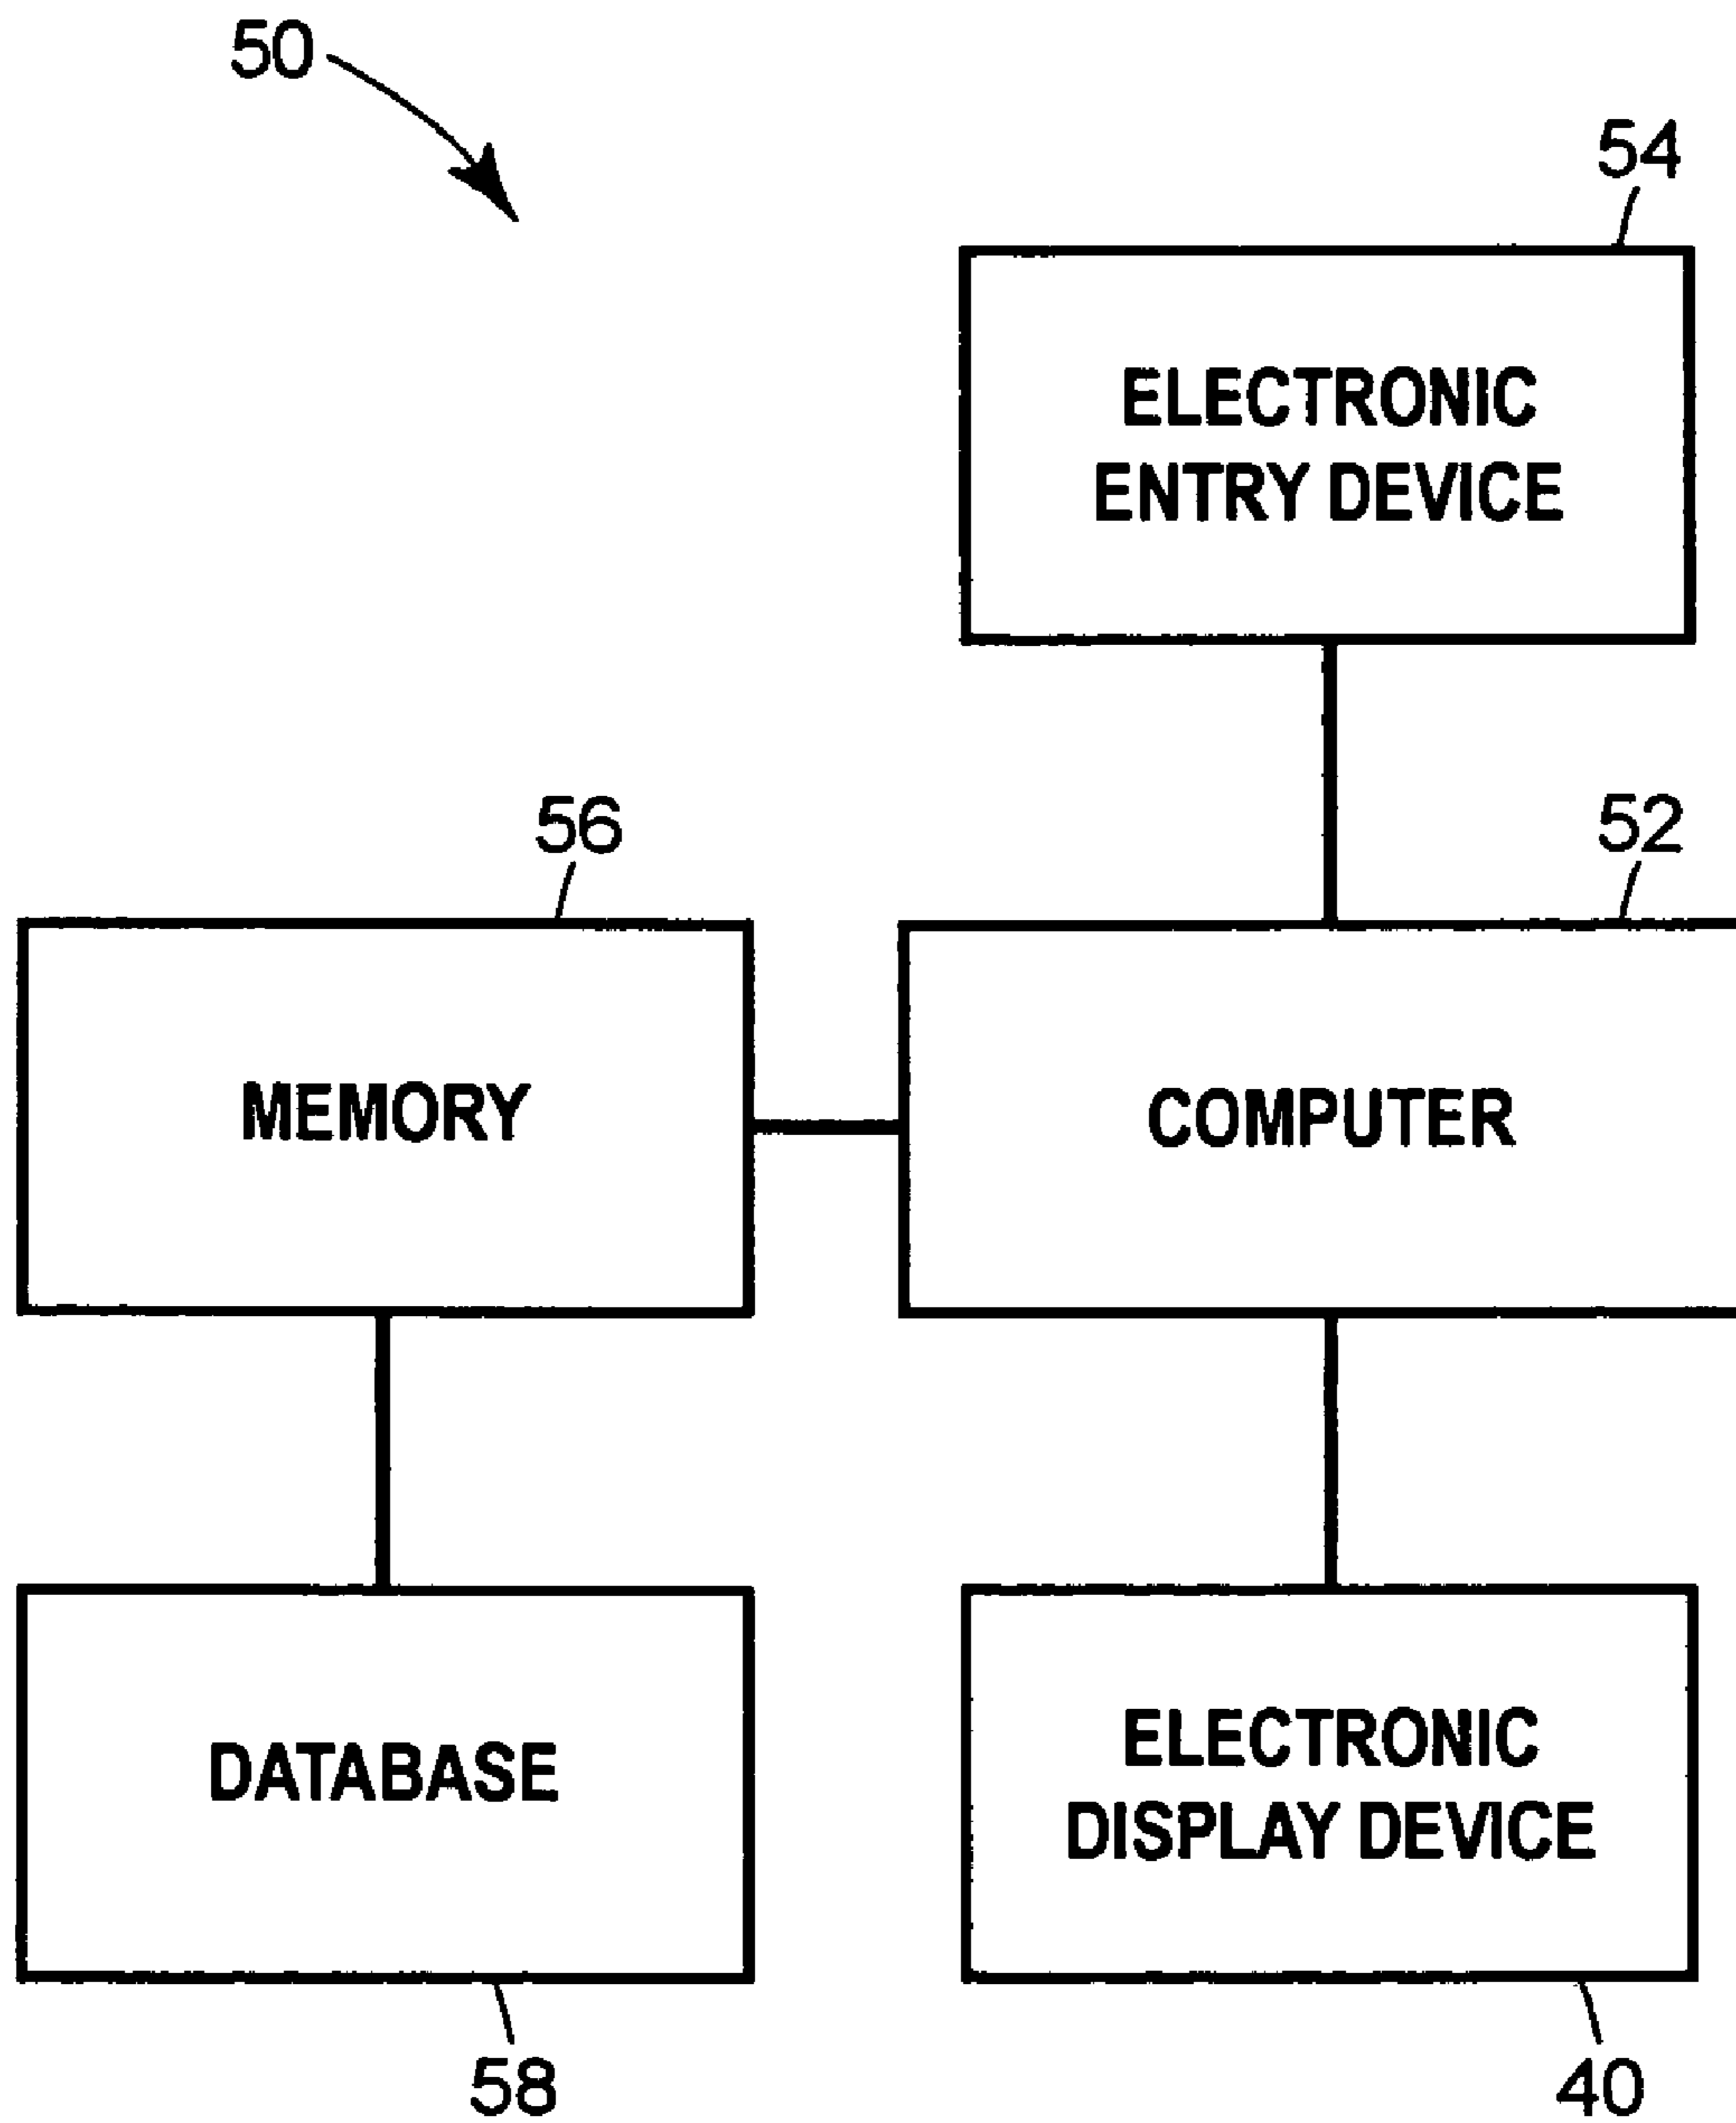 50
54
ELECTRONIC
ENTRY DEVICE
56
52
MEMORY
COMPUTER
DATABASE
ELECTRONIC
DISPLAY DEVICE
58
40